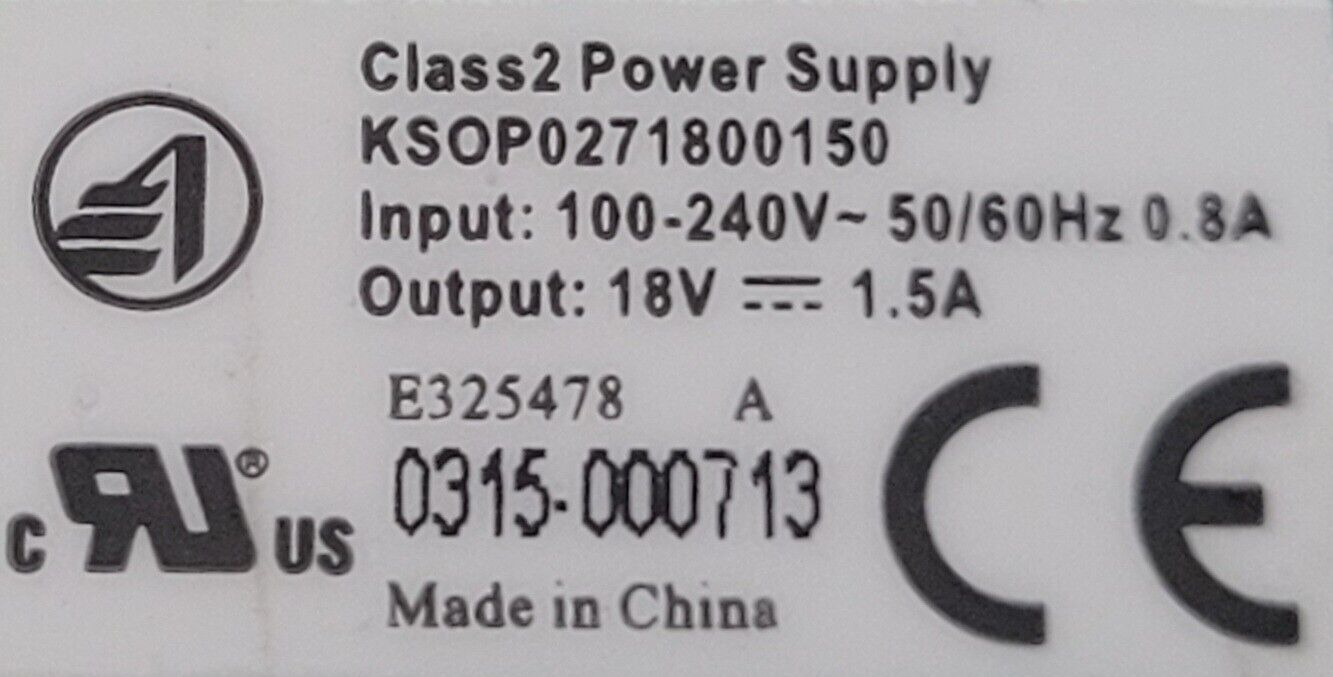 Class2 Power Supply
KSOP0271800150
Input: 100-240V~ 50/60Hz 0.8A
Output: 18V ⎓ 1.5A
E325478 A
0315-000713
c RU® US
Made in China
CE